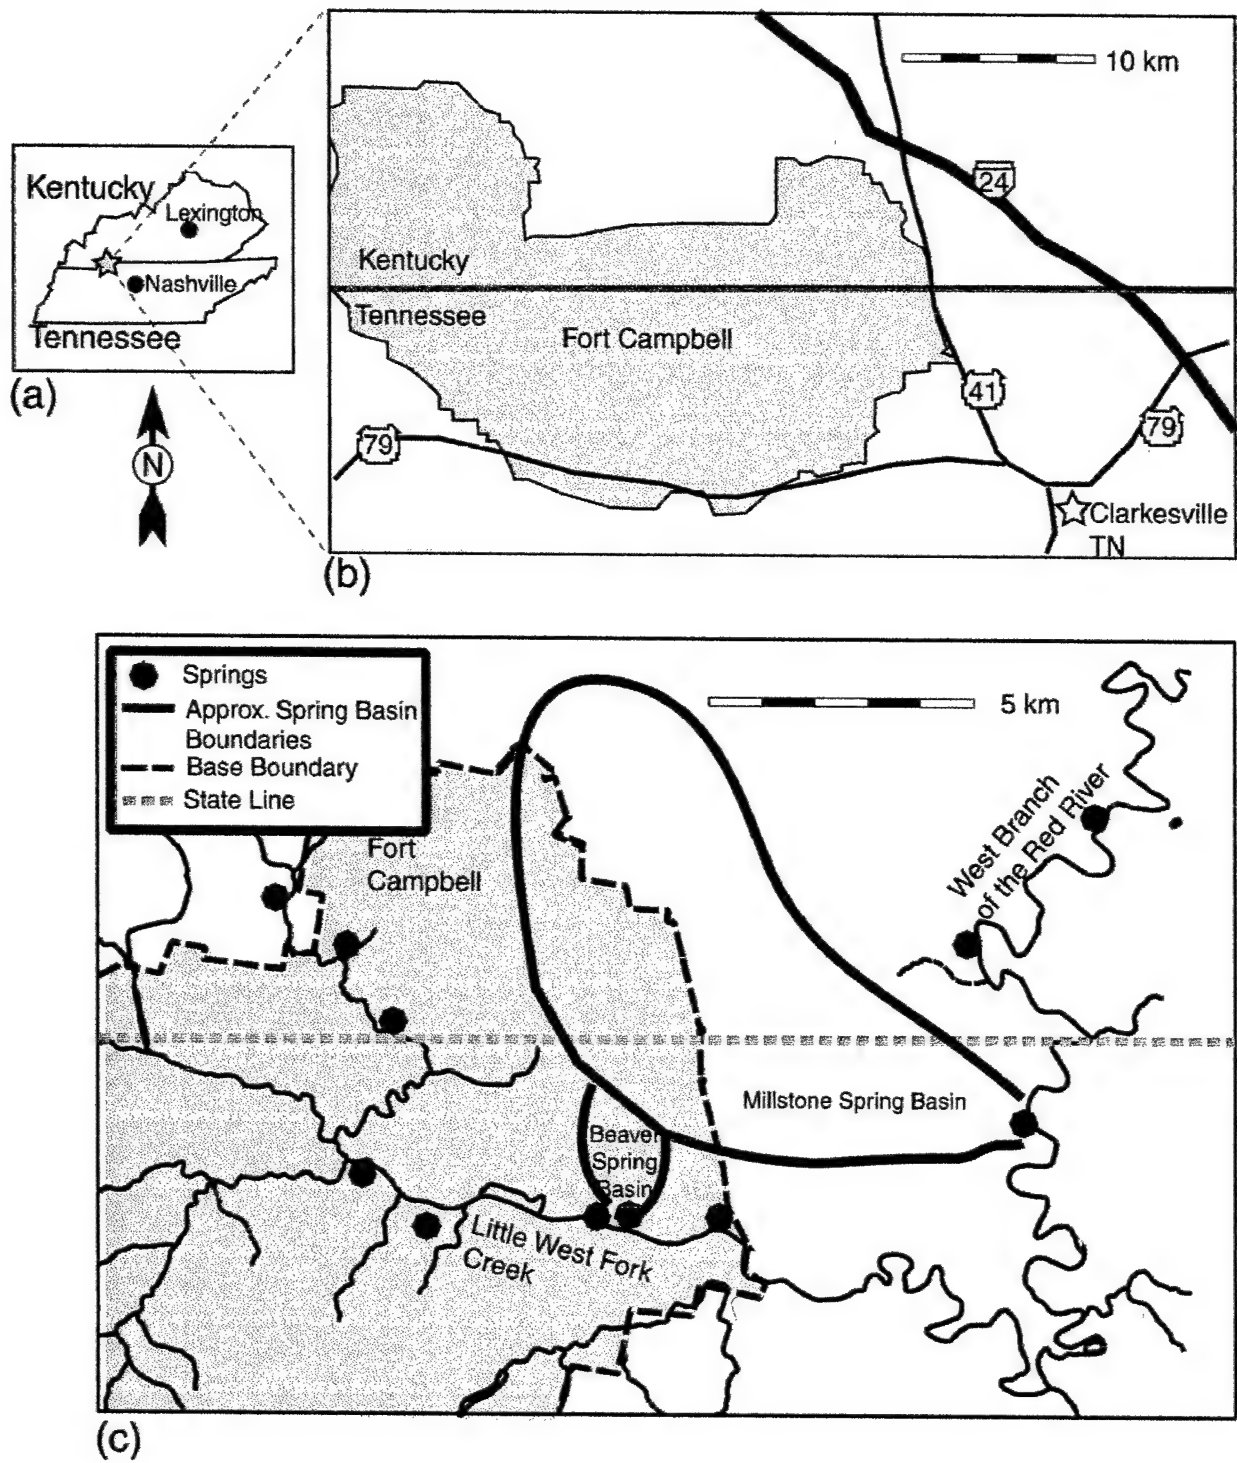 Kentucky
Lexington
Nashville
Tennessee
(a)
N
10 km
24
Kentucky
Tennessee
Fort Campbell
41
79
79
Clarkesville
TN
(b)
Springs
Approx. Spring Basin
Boundaries
Base Boundary
State Line
5 km
West Branch
of the Red River
Fort
Campbell
Millstone Spring Basin
Beaver
Spring
Basin
Little West Fork
Creek
(c)